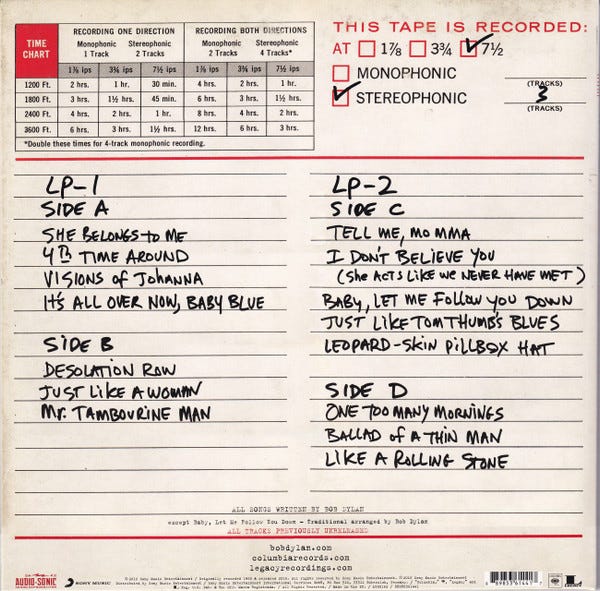 TIME CHART
RECORDING ONE DIRECTION
RECORDING BOTH DIRECTIONS
Monophonic 1 Track
Stereophonic 2 Tracks
Monophonic 2 Tracks
Stereophonic 4 Tracks*
1⅞ ips 3¾ ips 7½ ips 1⅞ ips 3¾ ips 7½ ips
1200 Ft. 2 hrs. 1 hr. 30 min. 4 hrs. 2 hrs. 1 hr.
1800 Ft. 3 hrs. 1½ hrs. 45 min. 6 hrs. 3 hrs. 1½ hrs.
2400 Ft. 4 hrs. 2 hrs. 1 hr. 8 hrs. 4 hrs. 2 hrs.
3600 Ft. 6 hrs. 3 hrs. 1½ hrs. 12 hrs. 6 hrs. 3 hrs.
*Double these times for 4-track monophonic recording.
THIS TAPE IS RECORDED:
AT 1⅞ 3¾ 7½
MONOPHONIC
(TRACKS)
STEREOPHONIC 3
(TRACKS)
LP-1
SIDE A
SHE BELONGS TO ME
4TH TIME AROUND
VISIONS of JOHANNA
IT'S ALL OVER NOW, BABY BLUE
SIDE B
DESOLATION ROW
JUST LIKE A WOMAN
Mr. TAMBOURINE MAN
LP-2
SIDE C
TELL ME, MOMMA
I DON'T BELIEVE YOU
(SHE ACTS LIKE WE NEVER HAVE MET)
BABY, LET ME FOLLOW YOU DOWN
JUST LIKE TOM THUMB'S BLUES
LEOPARD-SKIN PILLBOX HAT
SIDE D
ONE TOO MANY MORNINGS
BALLAD of A THIN MAN
LIKE A ROLLING STONE
ALL SONGS WRITTEN BY BOB DYLAN
except Baby, Let Me Follow You Down - Traditional arranged by Bob Dylan
ALL TRACKS PREVIOUSLY UNRELEASED
bobdylan.com
columbiarecords.com
legacyrecordings.com
AUDIO-SONIC
SONY MUSIC